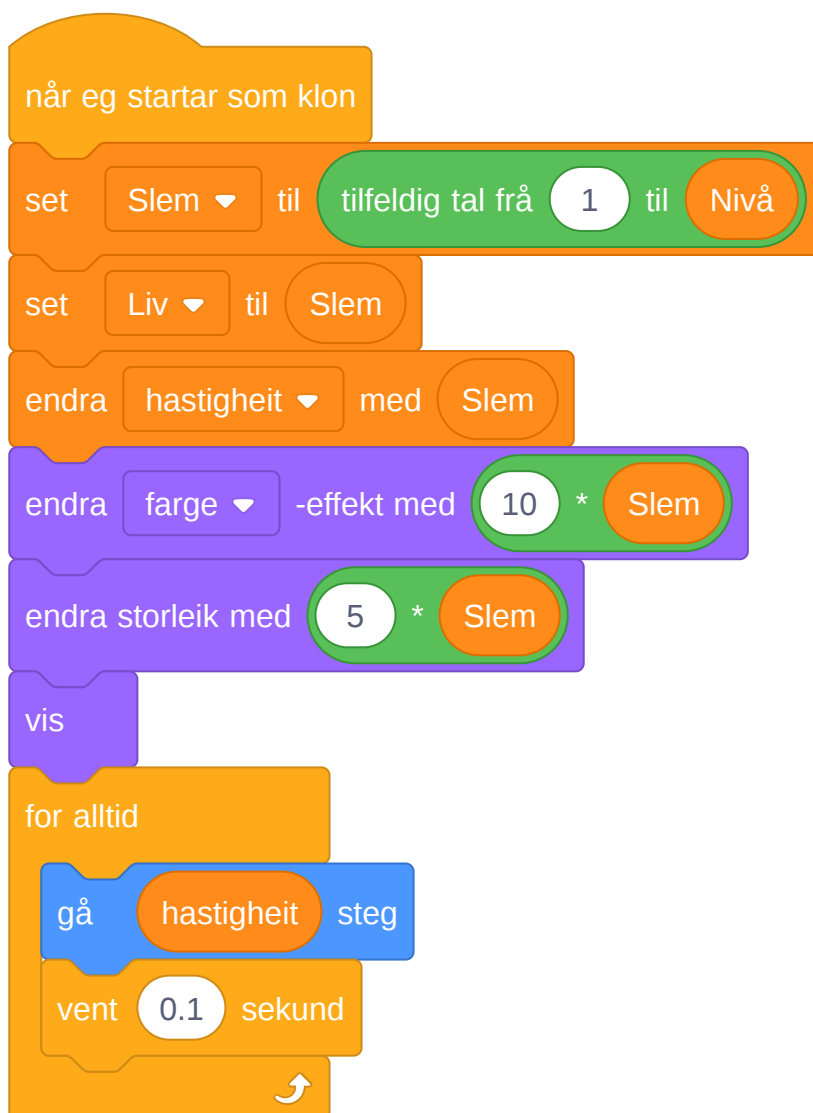 når eg startar som klon
set Slem til tilfeldig tal frå 1 til Nivå
set Liv til Slem
endra hastigheit med Slem
endra farge -effekt med 10 * Slem
endra storleik med 5 * Slem
vis
for alltid
gå hastigheit steg
vent 0.1 sekund